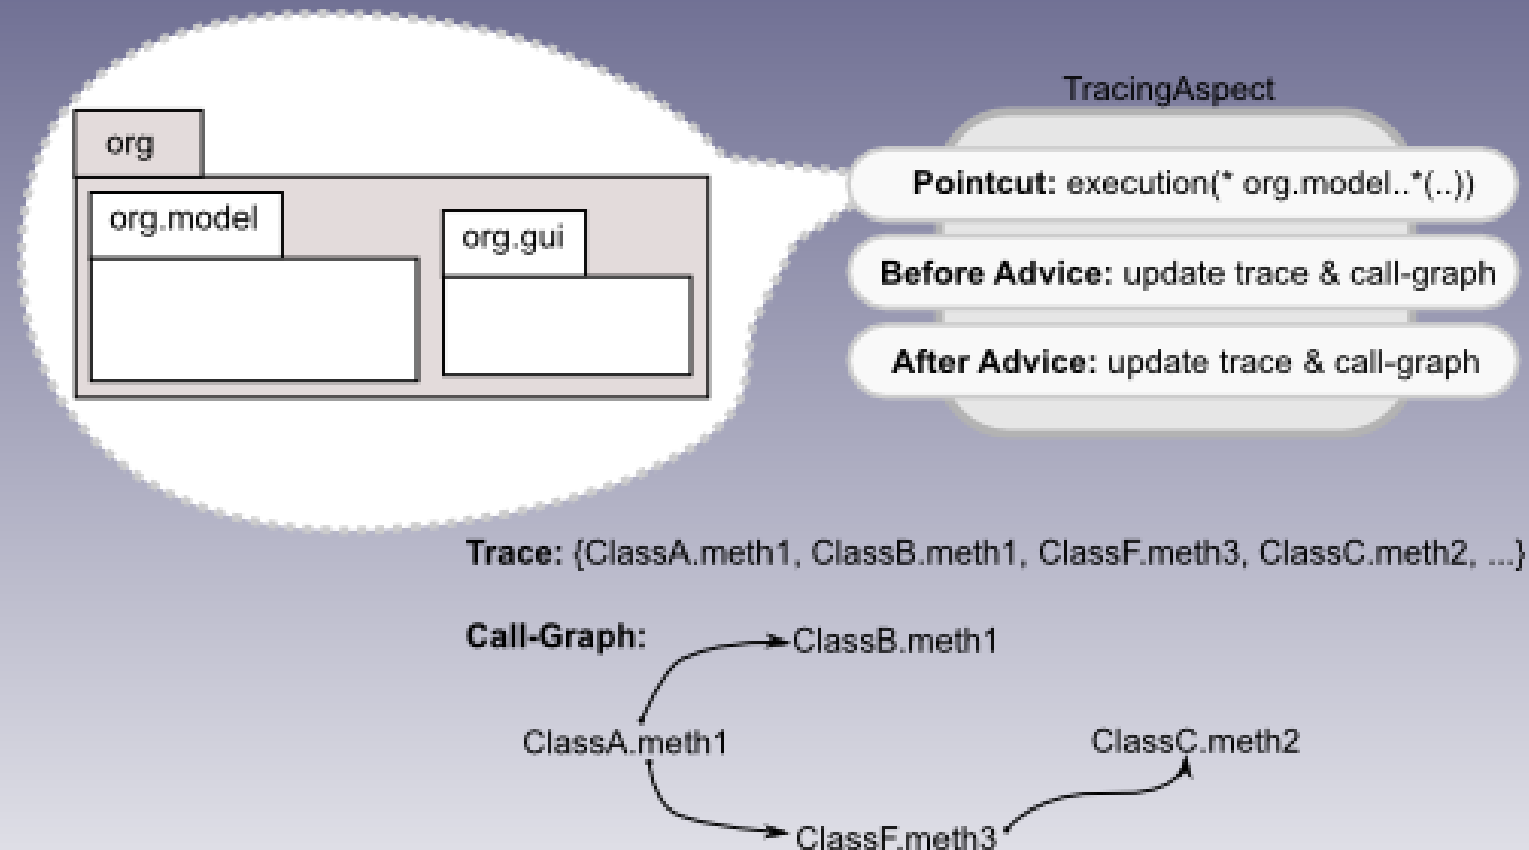 TracingAspect
org
org.model
org.gui
Pointcut: execution(* org.model..*(..))
Before Advice: update trace & call-graph
After Advice: update trace & call-graph
Trace: {ClassA.meth1, ClassB.meth1, ClassF.meth3, ClassC.meth2, ...}
Call-Graph:
ClassB.meth1
ClassA.meth1
ClassC.meth2
ClassF.meth3